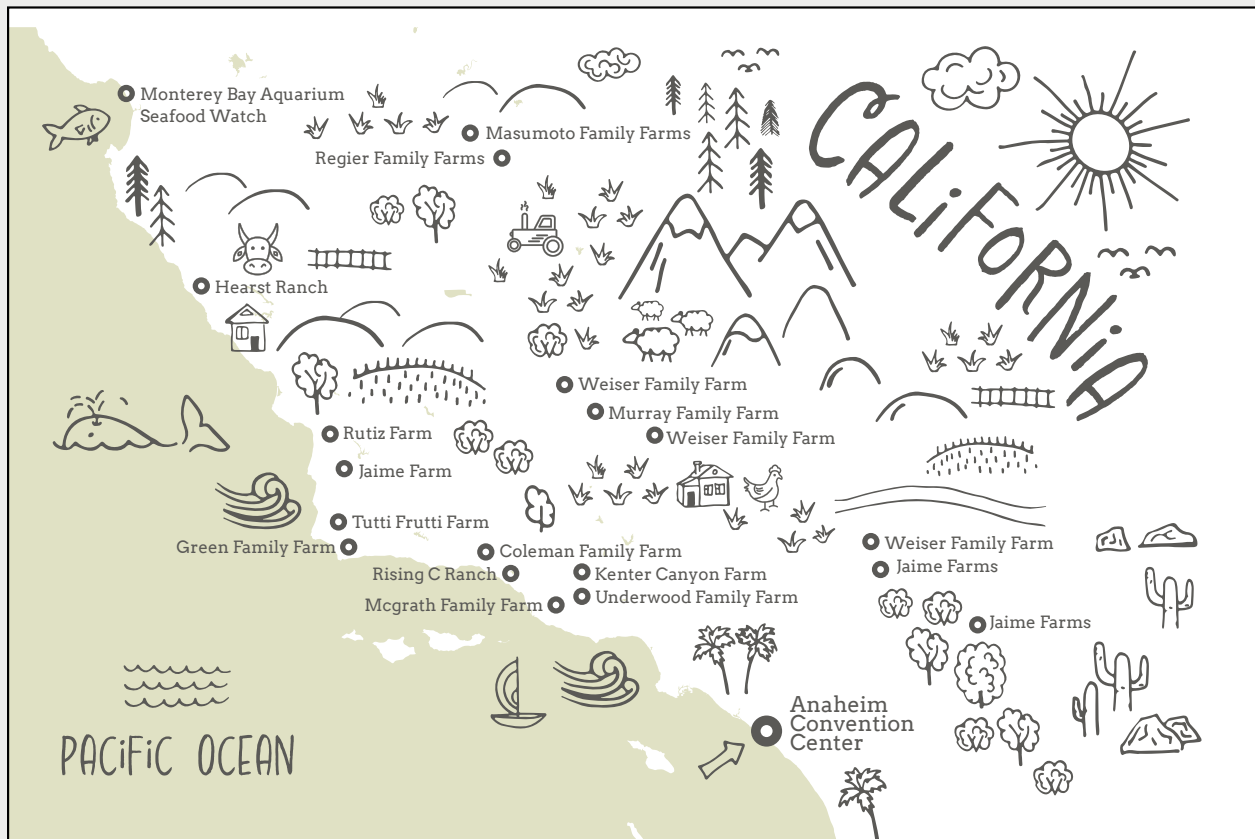 CALiFORNiA
Monterey Bay Aquarium
Seafood Watch
Masumoto Family Farms
Regier Family Farms
Hearst Ranch
Weiser Family Farm
Murray Family Farm
Rutiz Farm
Weiser Family Farm
Jaime Farm
Tutti Frutti Farm
Green Family Farm
Coleman Family Farm
Weiser Family Farm
Jaime Farms
Rising C Ranch
Kenter Canyon Farm
Mcgrath Family Farm
Underwood Family Farm
Jaime Farms
Anaheim
Convention
Center
PACiFiC OCEAN